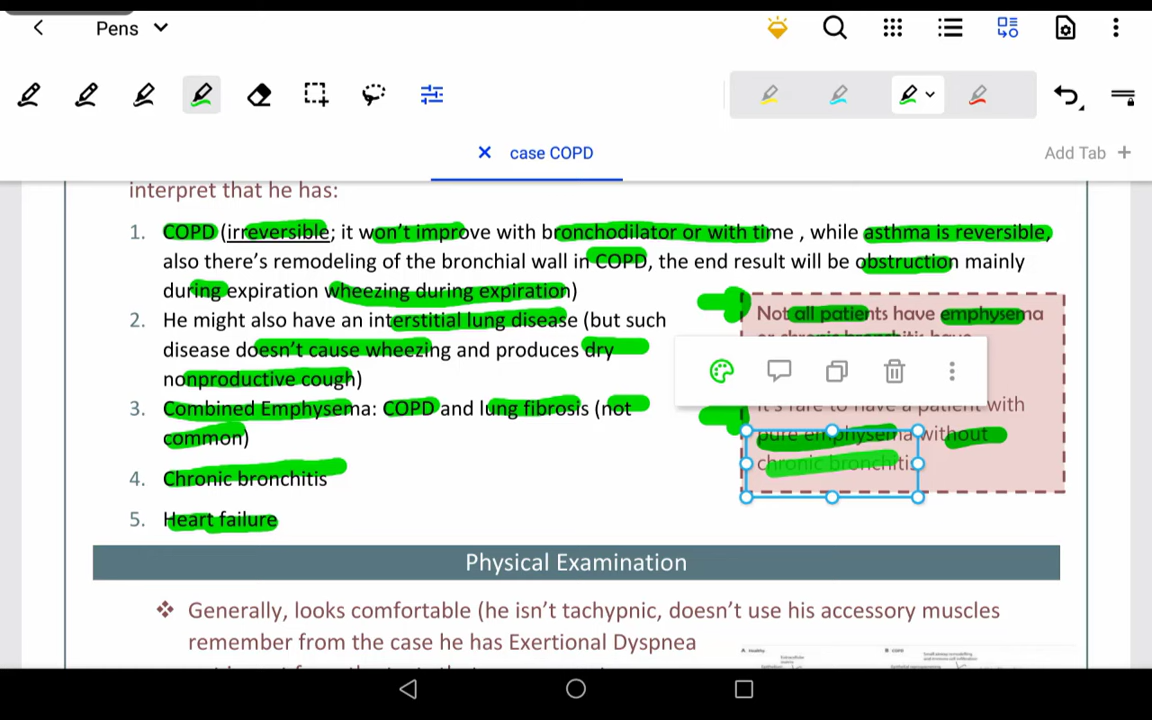 Pens
case COPD
Add Tab
interpret that he has:
1. COPD (irreversible; it won't improve with bronchodilator or with time , while asthma is reversible,
also there's remodeling of the bronchial wall in COPD, the end result will be obstruction mainly
during expiration wheezing during expiration)
2. He might also have an interstitial lung disease (but such
disease doesn't cause wheezing and produces dry
nonproductive cough)
3. Combined Emphysema: COPD and lung fibrosis (not
common)
4. Chronic bronchitis
5. Heart failure
Not all patients have emphysema
or chronic bronchitis have
It's rare to have a patient with
pure emphysema without
chronic bronchitis
Physical Examination
❖ Generally, looks comfortable (he isn't tachypnic, doesn't use his accessory muscles
remember from the case he has Exertional Dyspnea